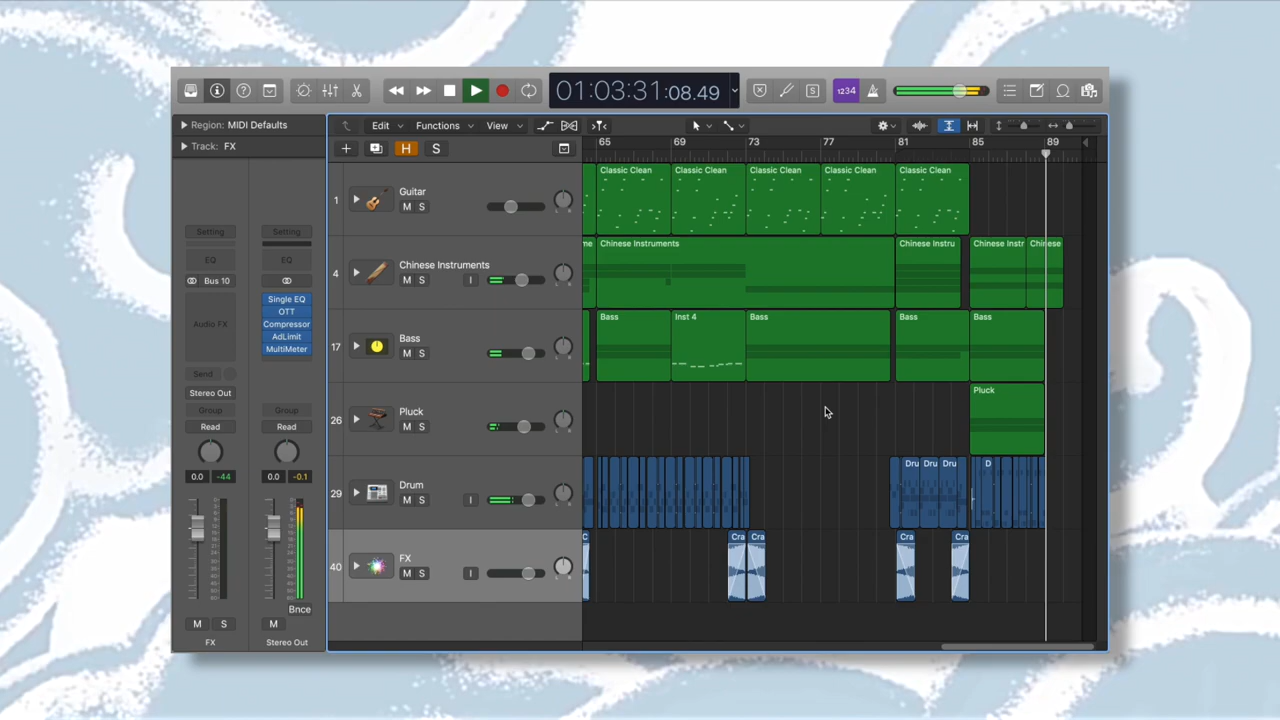 01:03:31:08.49
1234
Region: MIDI Defaults
Track: FX
Edit Functions View
H S
65 69 73 77 81 85 89
Setting Setting
EQ EQ
Bus 10
Single EQ
OTT
Compressor
AdLimit
MultiMeter
Audio FX
Send
Stereo Out
Group Group
Read Read
0.0 -44 0.0 -0.1
Bnce
M S M
FX Stereo Out
1 Guitar
M S
Classic Clean Classic Clean Classic Clean Classic Clean Classic Clean
4 Chinese Instruments
M S I
me Chinese Instruments Chinese Instru Chinese Instr Chinese
17 Bass
M S
Bass Inst 4 Bass Bass Bass
26 Pluck
M S
Pluck
29 Drum
M S I
Dru Dru Dru D
40 FX
M S I
C Cra Cra Cra Cra